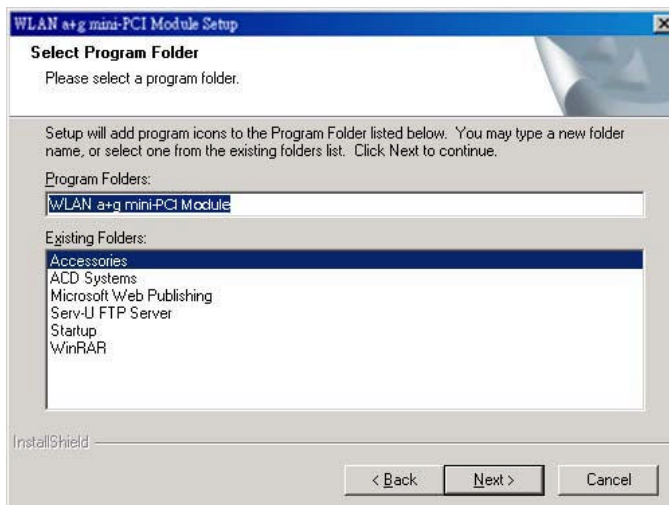 WLAN a+g mini-PCI Module Setup
Select Program Folder
Please select a program folder.
Setup will add program icons to the Program Folder listed below. You may type a new folder
name, or select one from the existing folders list. Click Next to continue.
Program Folders:
WLAN a+g mini-PCI Module
Existing Folders:
Accessories
ACD Systems
Microsoft Web Publishing
Serv-U FTP Server
Startup
WinRAR
InstallShield
< Back
Next >
Cancel